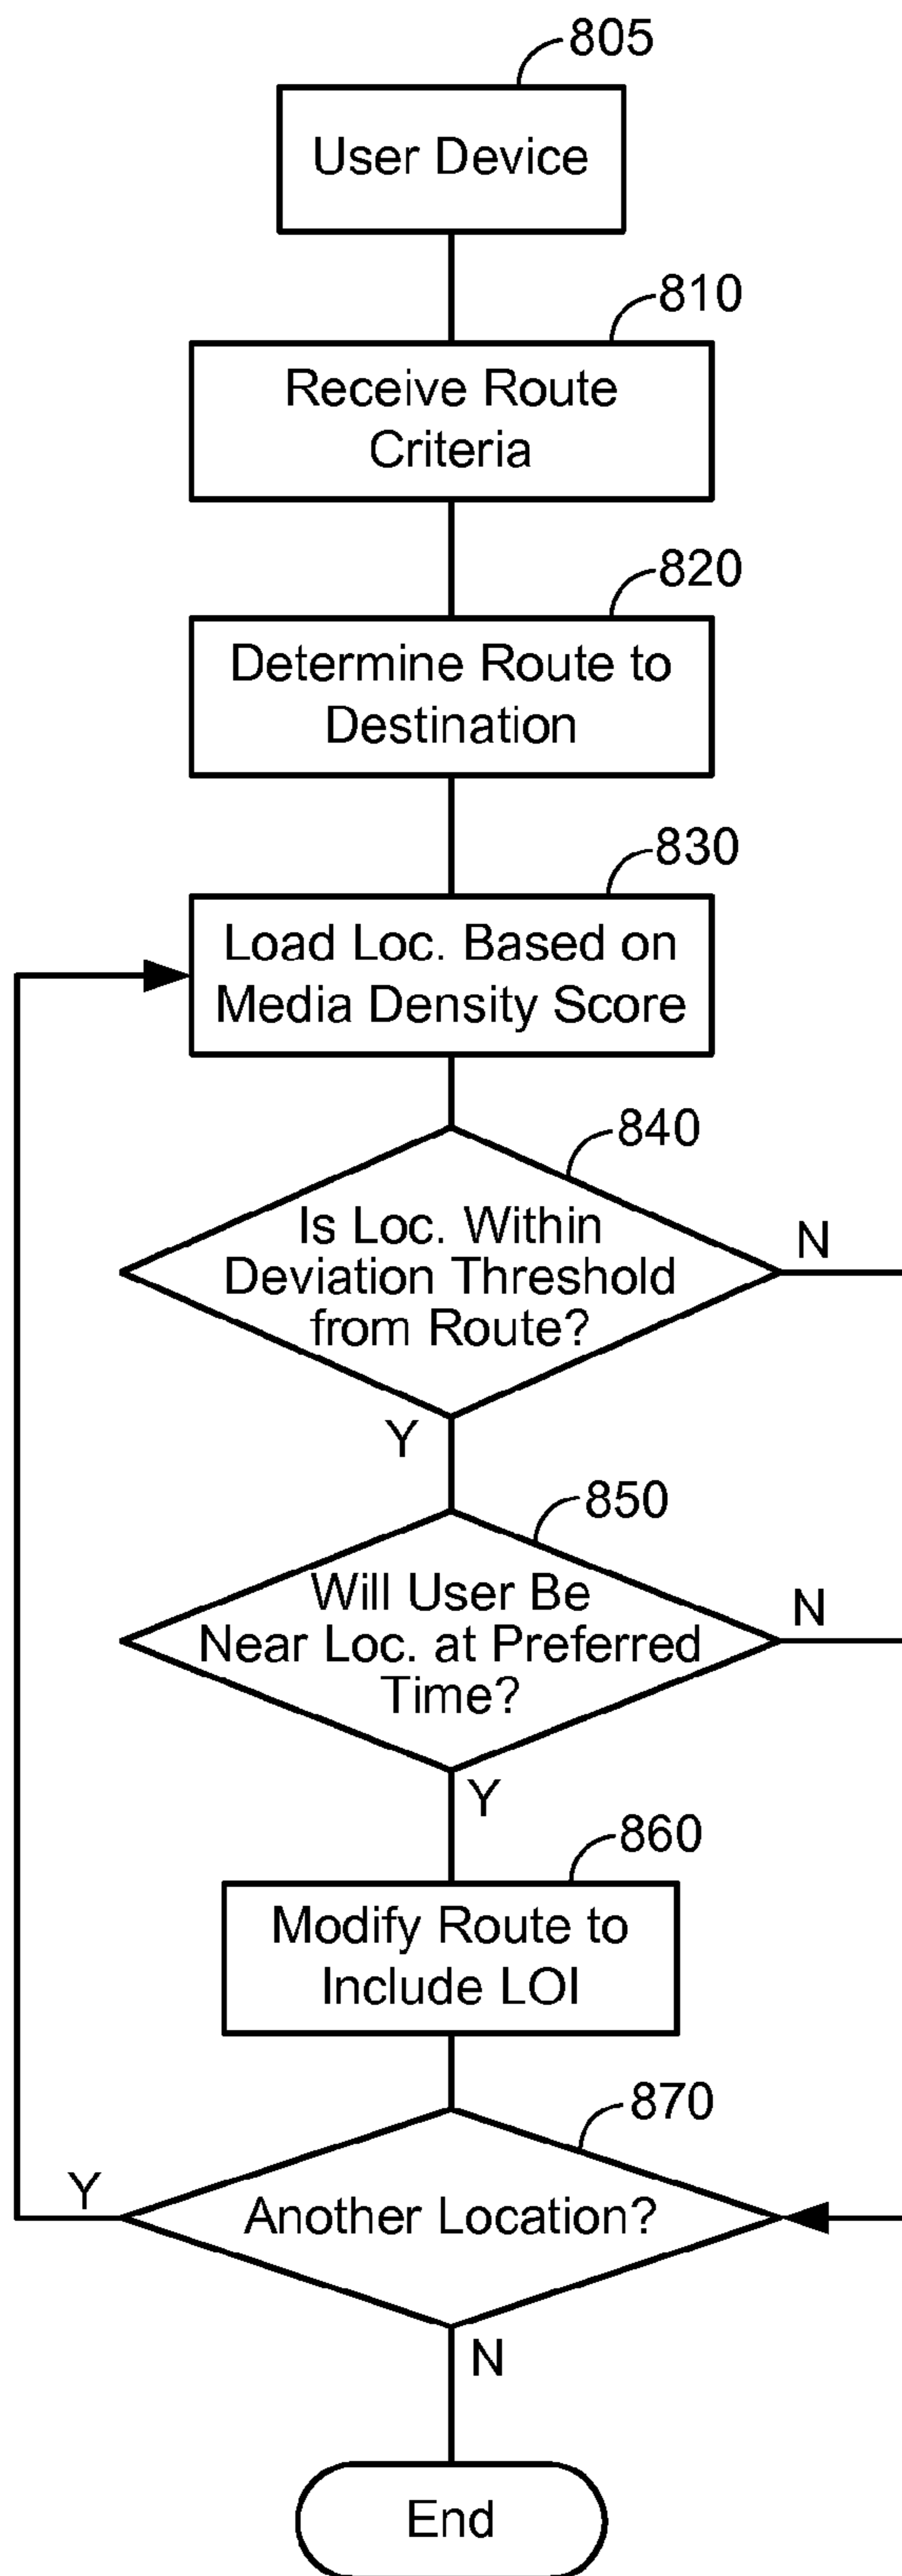 805
User Device
810
Receive Route
Criteria
820
Determine Route to
Destination
830
Load Loc. Based on
Media Density Score
840
Is Loc. Within
Deviation Threshold
from Route?
N
Y
850
Will User Be
Near Loc. at Preferred
Time?
N
Y
860
Modify Route to
Include LOI
870
Another Location?
Y
N
End